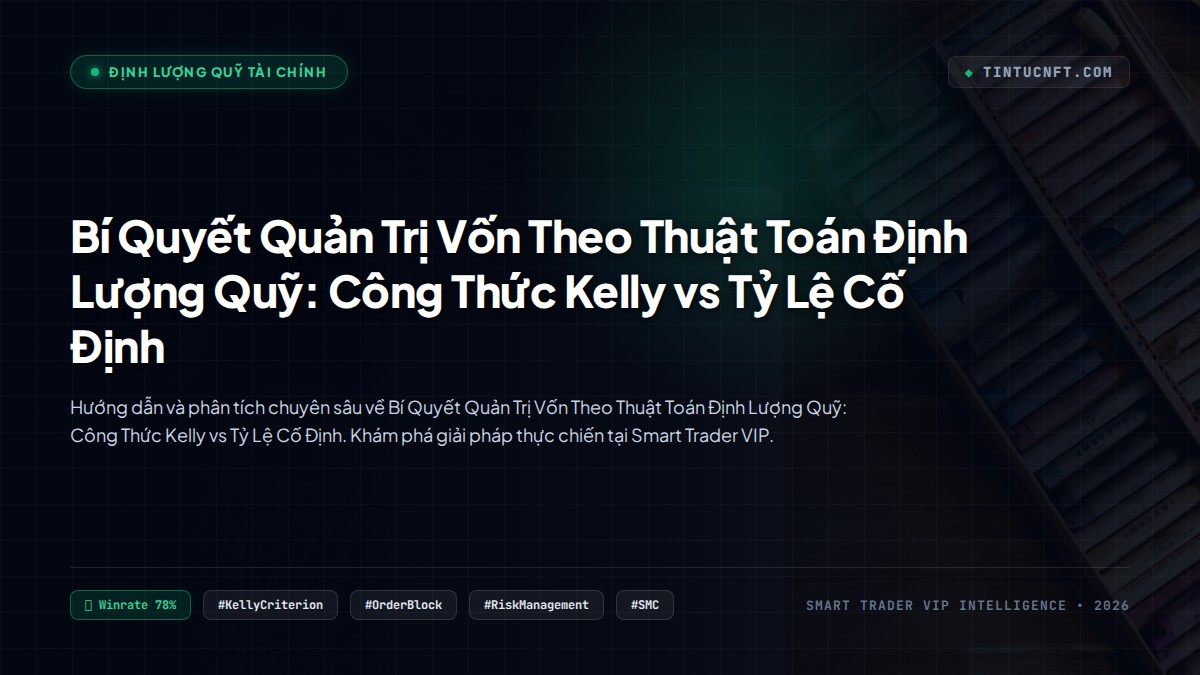 ĐỊNH LƯỢNG QUỸ TÀI CHÍNH
◆ TINTUCNFT.COM
Bí Quyết Quản Trị Vốn Theo Thuật Toán Định
Lượng Quỹ: Công Thức Kelly vs Tỷ Lệ Cố
Định
Hướng dẫn và phân tích chuyên sâu về Bí Quyết Quản Trị Vốn Theo Thuật Toán Định Lượng Quỹ:
Công Thức Kelly vs Tỷ Lệ Cố Định. Khám phá giải pháp thực chiến tại Smart Trader VIP.
Winrate 78%
#KellyCriterion
#OrderBlock
#RiskManagement
#SMC
SMART TRADER VIP INTELLIGENCE • 2026